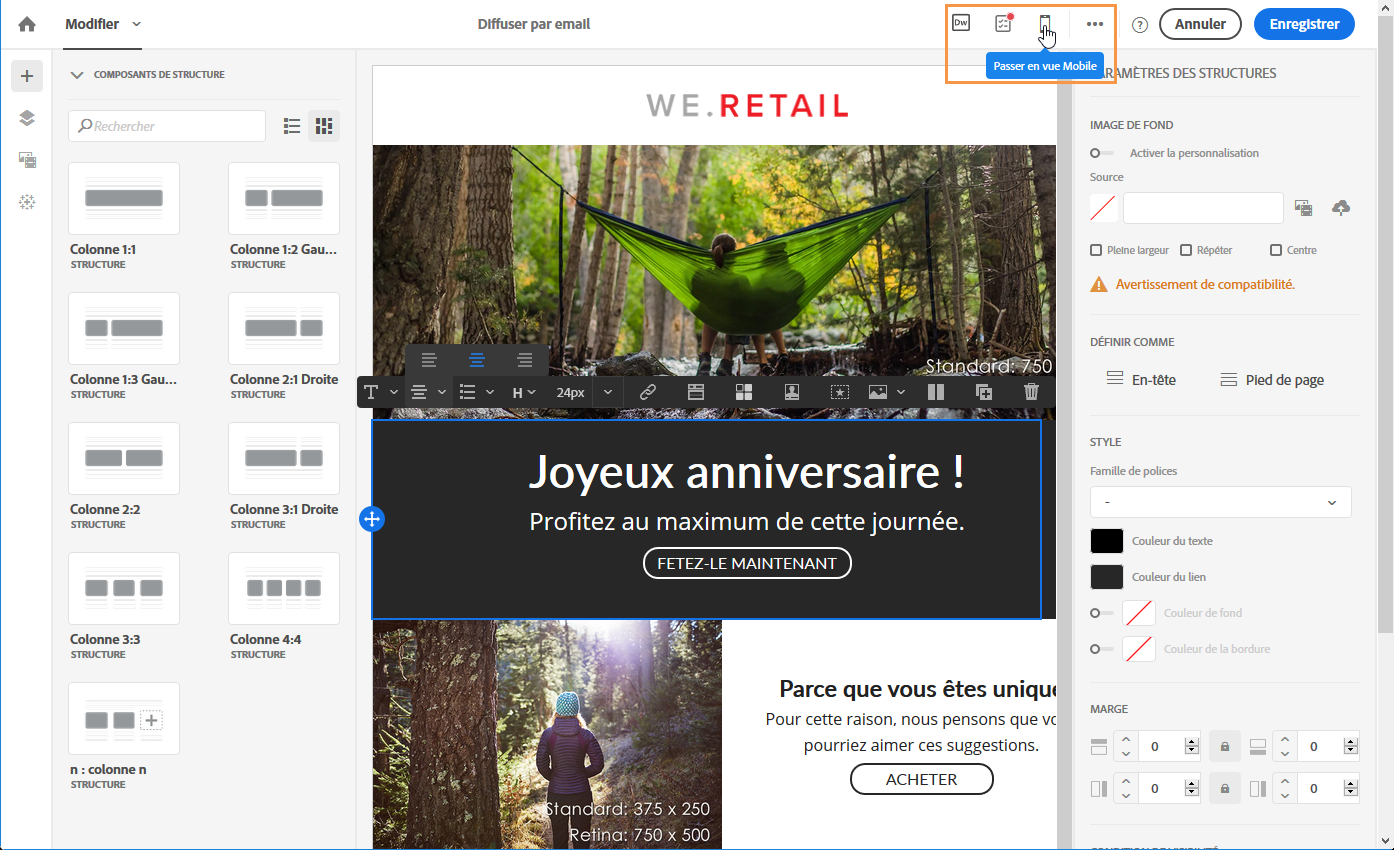 Modifier
Diffuser par email
Dw
Annuler
Enregistrer
Passer en vue Mobile
COMPOSANTS DE STRUCTURE
Rechercher
Colonne 1:1
STRUCTURE
Colonne 1:2 Gau...
STRUCTURE
Colonne 1:3 Gau...
STRUCTURE
Colonne 2:1 Droite
STRUCTURE
Colonne 2:2
STRUCTURE
Colonne 3:1 Droite
STRUCTURE
Colonne 3:3
STRUCTURE
Colonne 4:4
STRUCTURE
n : colonne n
STRUCTURE
WE.RETAIL
Standard: 750
T
H
24px
Joyeux anniversaire !
Profitez au maximum de cette journée.
FETEZ-LE MAINTENANT
Standard: 375 x 250
Retina: 750 x 500
Parce que vous êtes unique
Pour cette raison, nous pensons que vo
pourriez aimer ces suggestions.
ACHETER
RAMÈTRES DES STRUCTURES
IMAGE DE FOND
Activer la personnalisation
Source
Pleine largeur
Répéter
Centre
Avertissement de compatibilité.
DÉFINIR COMME
En-tête
Pied de page
STYLE
Famille de polices
-
Couleur du texte
Couleur du lien
Couleur de fond
Couleur de la bordure
MARGE
0
0
0
0